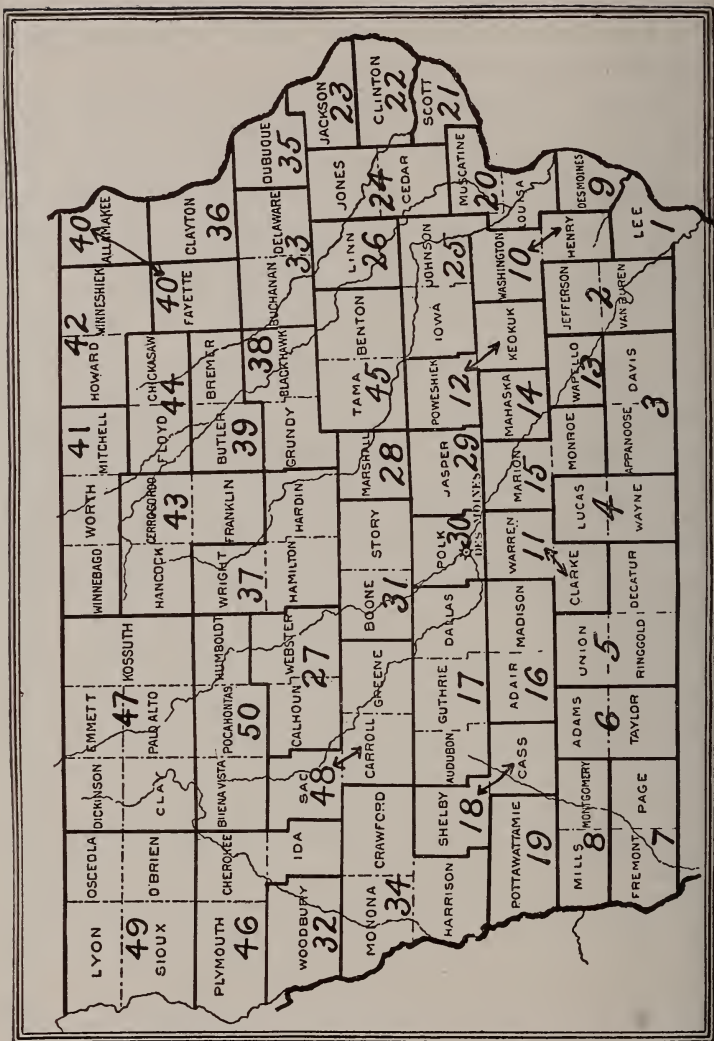 LYON
OSCEOLA
DICKINSON
EMMETT
47
KOSSUTH
WINNEBAGO
WORTH
41
MITCHELL
HOWARD
42
WINNESHIEK
40
ALLAMAKEE
49
SIOUX
O'BRIEN
CLAY
PALO ALTO
HANCOCK
CERROGORDO
43
FLOYD
44
CHICKASAW
40
FAYETTE
CLAYTON
36
PLYMOUTH
46
CHEROKEE
BUENA VISTA
POCAHONTAS
50
HUMBOLDT
WRIGHT
37
FRANKLIN
BUTLER
39
BREMER
WOODBURY
32
IDA
SAC
48
CALHOUN
27
WEBSTER
HAMILTON
HARDIN
GRUNDY
38
BLACKHAWK
BUCHANAN
33
DELAWARE
DUBUQUE
35
MONONA
34
CRAWFORD
CARROLL
GREENE
BOONE
31
STORY
MARSHALL
28
TAMA
45
BENTON
LINN
26
JONES
24
CEDAR
JACKSON
23
CLINTON
22
SCOTT
21
HARRISON
SHELBY
18
AUDUBON
GUTHRIE
17
DALLAS
POLK
30
DES MOINES
JASPER
29
POWESHIEK
12
IOWA
JOHNSON
25
MUSCATINE
20
POTTAWATTAMIE
19
CASS
ADAIR
16
MADISON
WARREN
11
MARION
15
MAHASKA
14
KEOKUK
WASHINGTON
10
LOUISA
MILLS
8
MONTGOMERY
ADAMS
6
UNION
5
CLARKE
LUCAS
4
MONROE
WAPELLO
13
JEFFERSON
2
HENRY
DESMOINES
9
FREMONT
7
PAGE
TAYLOR
RINGGOLD
DECATUR
WAYNE
APPANOOSE
3
DAVIS
VAN BUREN
LEE
1